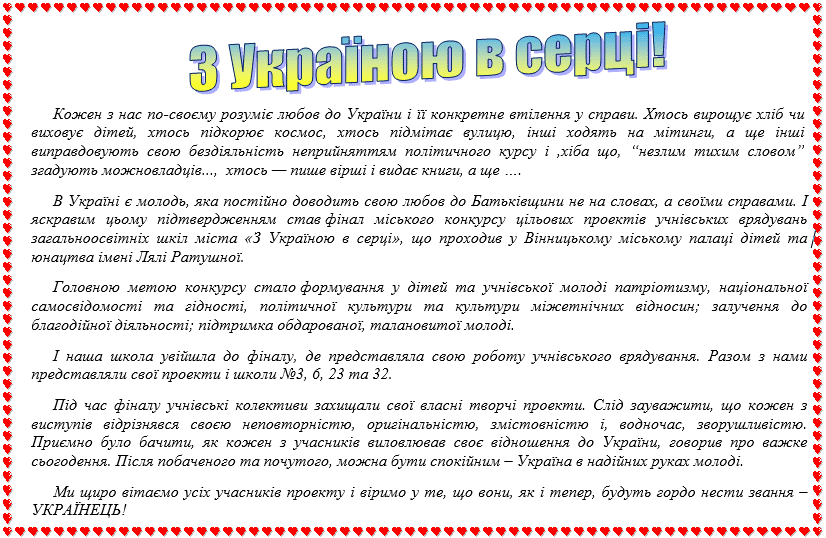 З Україною в серці!
Кожен з нас по-своєму розуміє любов до України і її конкретне втілення у справи. Хтось вирощує хліб чи
виховує дітей, хтось підкорює космос, хтось підмітає вулицю, інші ходять на мітинги, а ще інші
виправдовують свою бездіяльність неприйняттям політичного курсу і ,хіба що, “незлим тихим словом”
згадують можновладців..., хтось — пише вірші і видає книги, а ще ….
В Україні є молодь, яка постійно доводить свою любов до Батьківщини не на словах, а своїми справами. І
яскравим цьому підтвердженням став фінал міського конкурсу цільових проектів учнівських врядувань
загальноосвітніх шкіл міста «З Україною в серці», що проходив у Вінницькому міському палаці дітей та
юнацтва імені Лялі Ратушної.
Головною метою конкурсу стало формування у дітей та учнівської молоді патріотизму, національної
самосвідомості та гідності, політичної культури та культури міжетнічних відносин; залучення до
благодійної діяльності; підтримка обдарованої, талановитої молоді.
І наша школа увійшла до фіналу, де представляла свою роботу учнівського врядування. Разом з нами
представляли свої проекти і школи №3, 6, 23 та 32.
Під час фіналу учнівські колективи захищали свої власні творчі проекти. Слід зауважити, що кожен з
виступів відрізнявся своєю неповторністю, оригінальністю, змістовністю і, водночас, зворушливістю.
Приємно було бачити, як кожен з учасників виловлював своє відношення до України, говорив про важке
сьогодення. Після побаченого та почутого, можна бути спокійним – Україна в надійних руках молоді.
Ми щиро вітаємо усіх учасників проекту і віримо у те, що вони, як і тепер, будуть гордо нести звання –
УКРАЇНЕЦЬ!